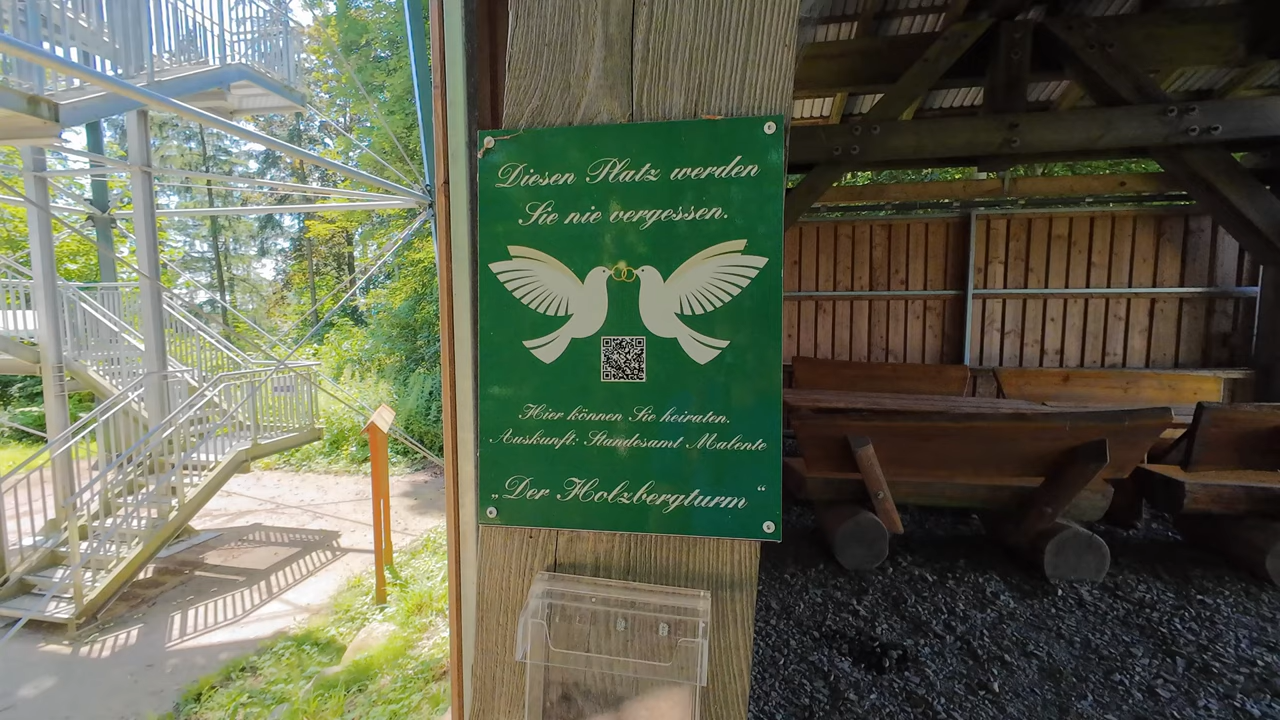 Diesen Platz werden
Sie nie vergessen.
Hier können Sie heiraten.
Auskunft: Standesamt Malente
„Der Holzbergturm“